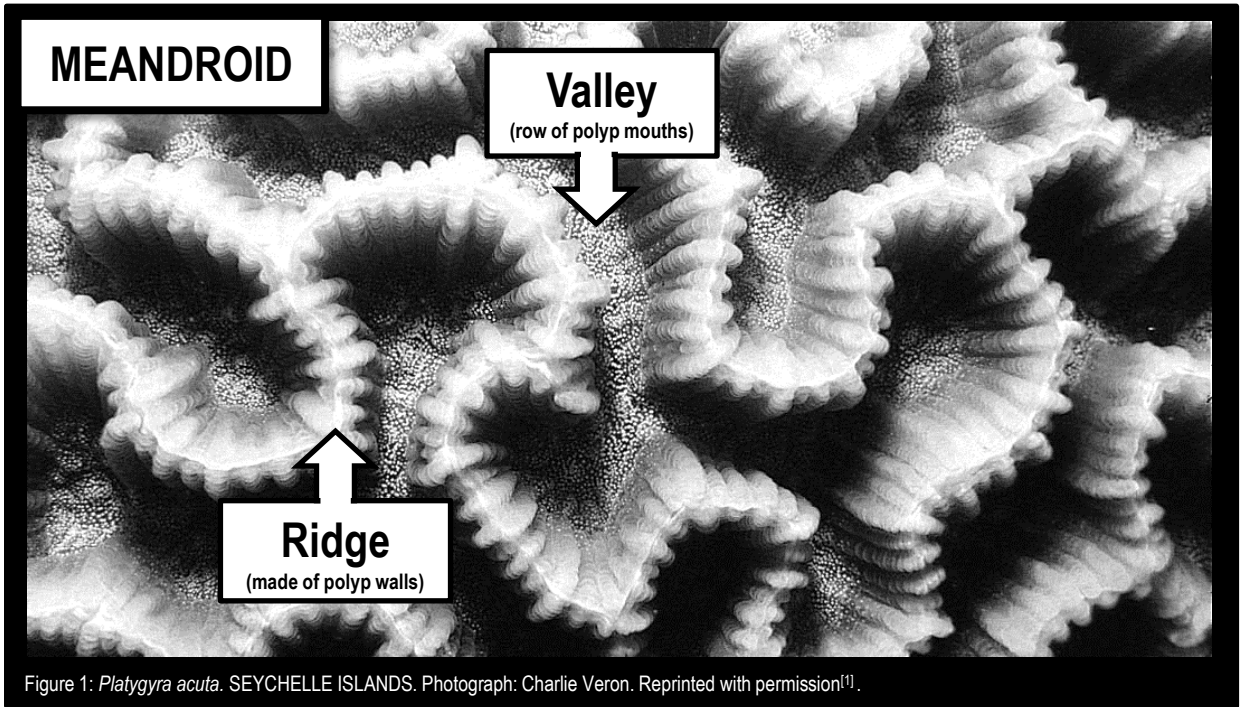 MEANDROID
Valley
(row of polyp mouths)
Ridge
(made of polyp walls)
Figure 1: Platygyra acuta. SEYCHELLE ISLANDS. Photograph: Charlie Veron. Reprinted with permission[1].